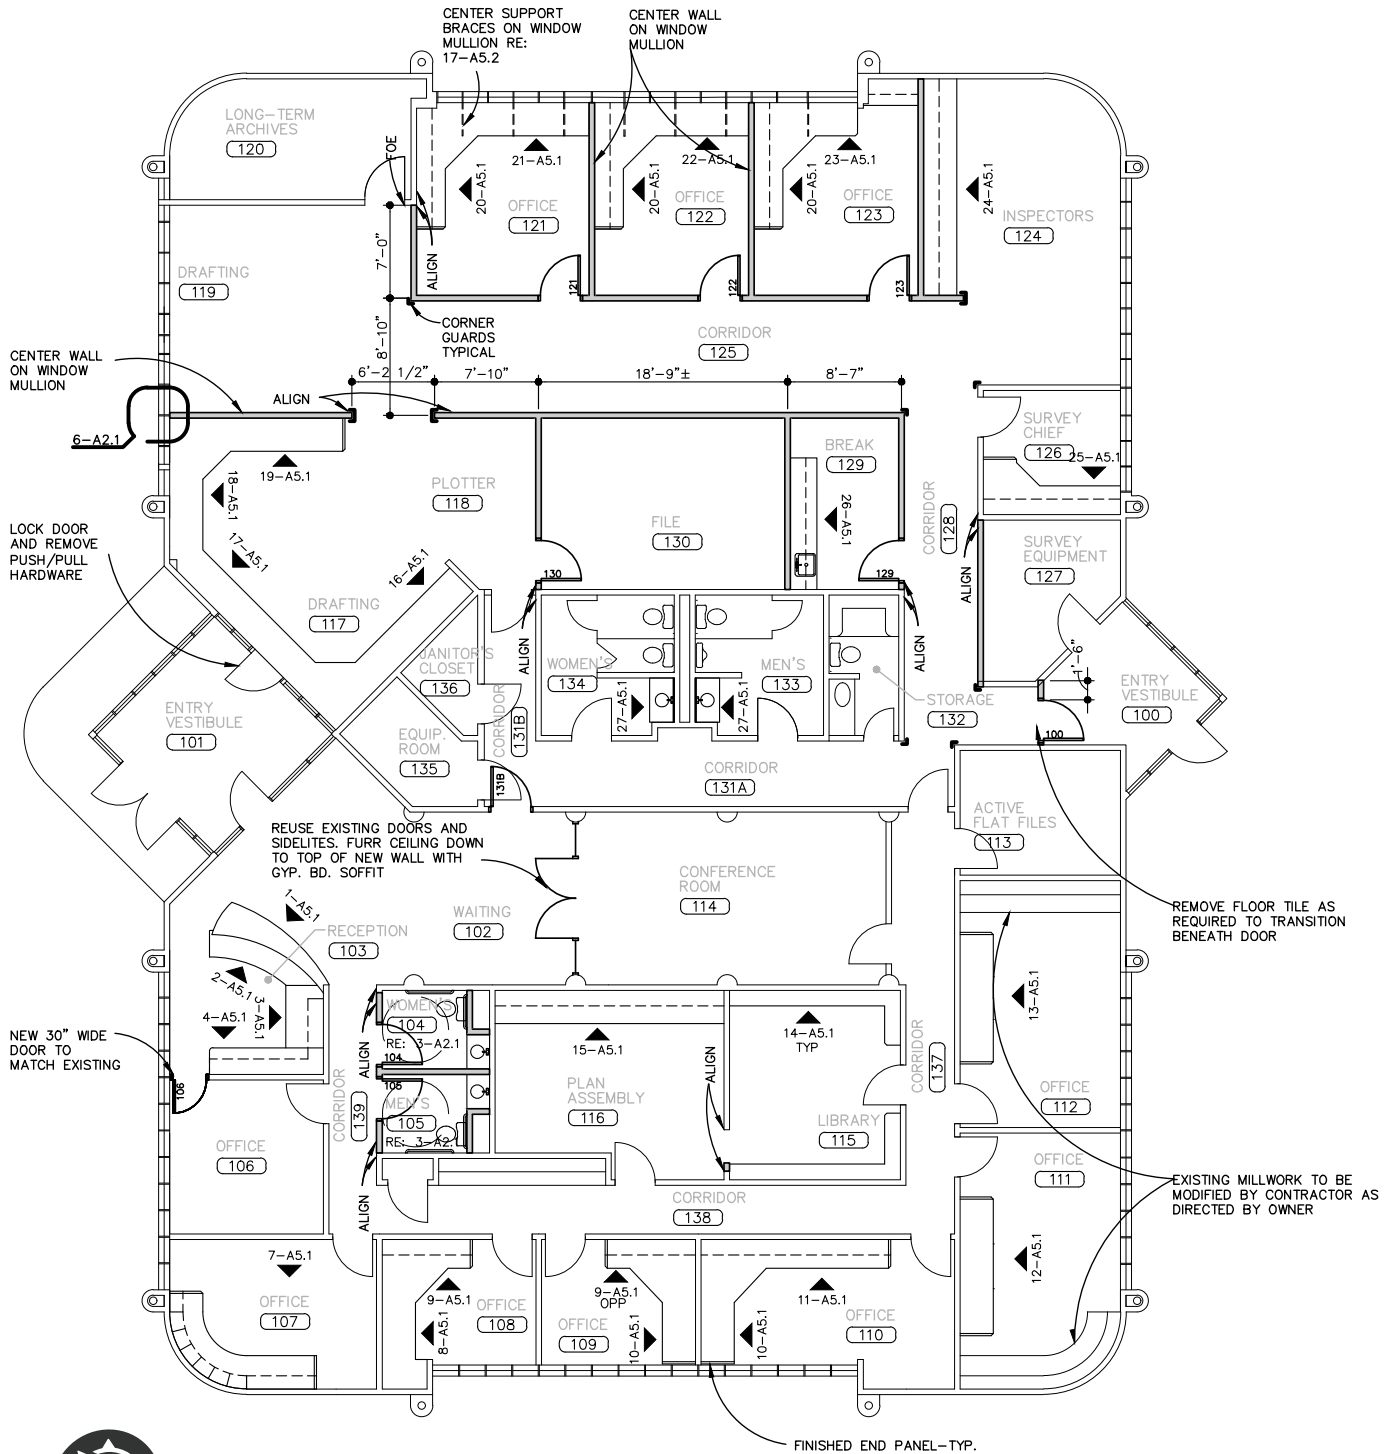 CENTER SUPPORT
BRACES ON WINDOW
MULLION RE:
17-A5.2
CENTER WALL
ON WINDOW
MULLION
LONG-TERM
ARCHIVES
120
FOE
21-A5.1
22-A5.1
23-A5.1
20-A5.1
20-A5.1
20-A5.1
24-A5.1
OFFICE
121
OFFICE
122
OFFICE
123
INSPECTORS
124
7'-0"
ALIGN
DRAFTING
119
121
122
123
CORNER
GUARDS
TYPICAL
8'-10"
CORRIDOR
125
CENTER WALL
ON WINDOW
MULLION
6'-2 1/2"
7'-10"
18'-9"±
8'-7"
ALIGN
6-A2.1
SURVEY
CHIEF
126
25-A5.1
BREAK
129
19-A5.1
18-A5.1
17-A5.1
16-A5.1
PLOTTER
118
26-A5.1
CORRIDOR
128
FILE
130
LOCK DOOR
AND REMOVE
PUSH/PULL
HARDWARE
SURVEY
EQUIPMENT
127
130
129
ALIGN
DRAFTING
117
ALIGN
ALIGN
JANITOR'S
CLOSET
136
WOMEN'S
134
MEN'S
133
1'-6"
27-A5.1
27-A5.1
STORAGE
132
ENTRY
VESTIBULE
100
ENTRY
VESTIBULE
101
CORRIDOR
131B
EQUIP.
ROOM
135
100
CORRIDOR
131A
131B
ACTIVE
FLAT FILES
113
REUSE EXISTING DOORS AND
SIDELITES. FURR CEILING DOWN
TO TOP OF NEW WALL WITH
GYP. BD. SOFFIT
CONFERENCE
ROOM
114
1-A5.1
WAITING
102
REMOVE FLOOR TILE AS
REQUIRED TO TRANSITION
BENEATH DOOR
RECEPTION
103
2-A5.1
3-A5.1
4-A5.1
13-A5.1
WOMEN'S
104
RE: 3-A2.1
104
14-A5.1
TYP
15-A5.1
NEW 30" WIDE
DOOR TO
MATCH EXISTING
ALIGN
ALIGN
CORRIDOR
137
106
105
MEN'S
105
RE: 3-A2.
PLAN
ASSEMBLY
116
OFFICE
112
CORRIDOR
139
LIBRARY
115
OFFICE
106
OFFICE
111
EXISTING MILLWORK TO BE
MODIFIED BY CONTRACTOR AS
DIRECTED BY OWNER
ALIGN
CORRIDOR
138
7-A5.1
12-A5.1
9-A5.1
9-A5.1
OPP
11-A5.1
OFFICE
107
OFFICE
108
OFFICE
109
OFFICE
110
8-A5.1
10-A5.1
10-A5.1
FINISHED END PANEL-TYP.